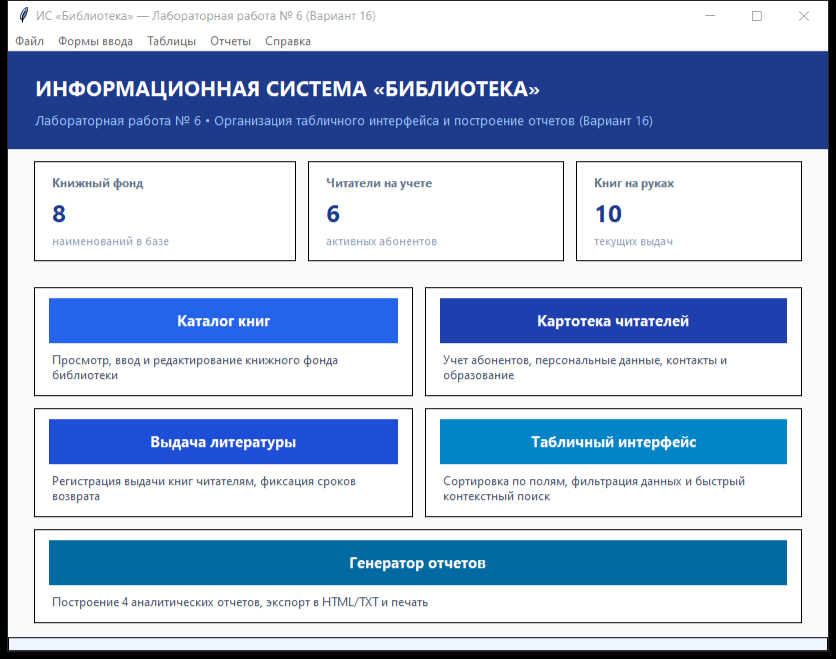 ИС «Библиотека» — Лабораторная работа № 6 (Вариант 16)
Файл Формы ввода Таблицы Отчеты Справка
ИНФОРМАЦИОННАЯ СИСТЕМА «БИБЛИОТЕКА»
Лабораторная работа № 6 • Организация табличного интерфейса и построение отчетов (Вариант 16)
Книжный фонд
8
наименований в базе
Читатели на учете
6
активных абонентов
Книг на руках
10
текущих выдач
Каталог книг
Просмотр, ввод и редактирование книжного фонда
библиотеки
Картотека читателей
Учет абонентов, персональные данные, контакты и
образование
Выдача литературы
Регистрация выдачи книг читателям, фиксация сроков
возврата
Табличный интерфейс
Сортировка по полям, фильтрация данных и быстрый
контекстный поиск
Генератор отчетов
Построение 4 аналитических отчетов, экспорт в HTML/TXT и печать